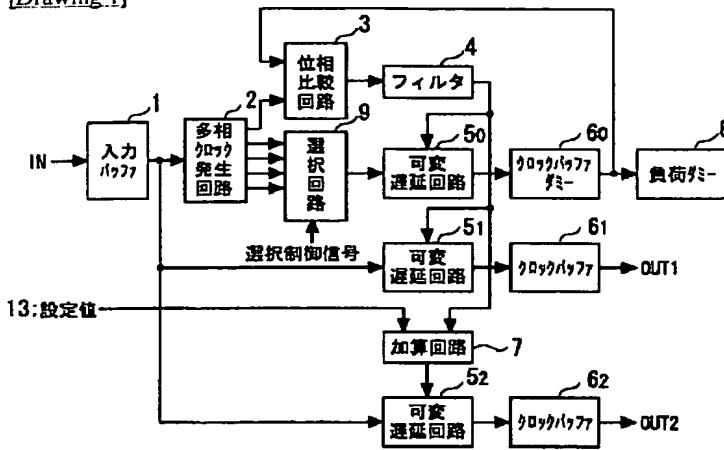 [Drawing 1]
3
位相
比較
回路
4
フィルタ
1
入力
バッファ
2
多相
クロック
発生
回路
9
選
択
回
路
50
可変
遅延回路
60
クロックバッファ
ダミー
8
負荷ダミー
IN
選択制御信号
51
可変
遅延回路
61
クロックバッファ
OUT1
13:設定値
加算回路
7
52
可変
遅延回路
62
クロックバッファ
OUT2